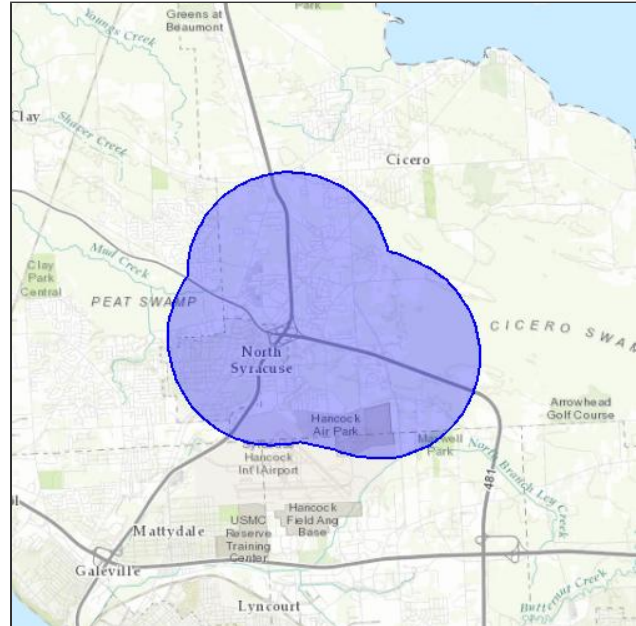 Park
Greens at
Beaumont
Youngs Creek
Clay
Shaver Creek
Cicero
Mud Creek
Clay
Park
Central
PEAT SWAMP
CICERO SWAM
North
Syracuse
Arrowhead
Golf Course
Hancock
Air Park
Maxwell
Park
Hancock
Int'l Airport
North Branch Ley Creek
481
Hancock
Field Ang
Base
USMC
Reserve
Training
Center
Mattydale
Galeville
Lyncourt
Butternut Creek